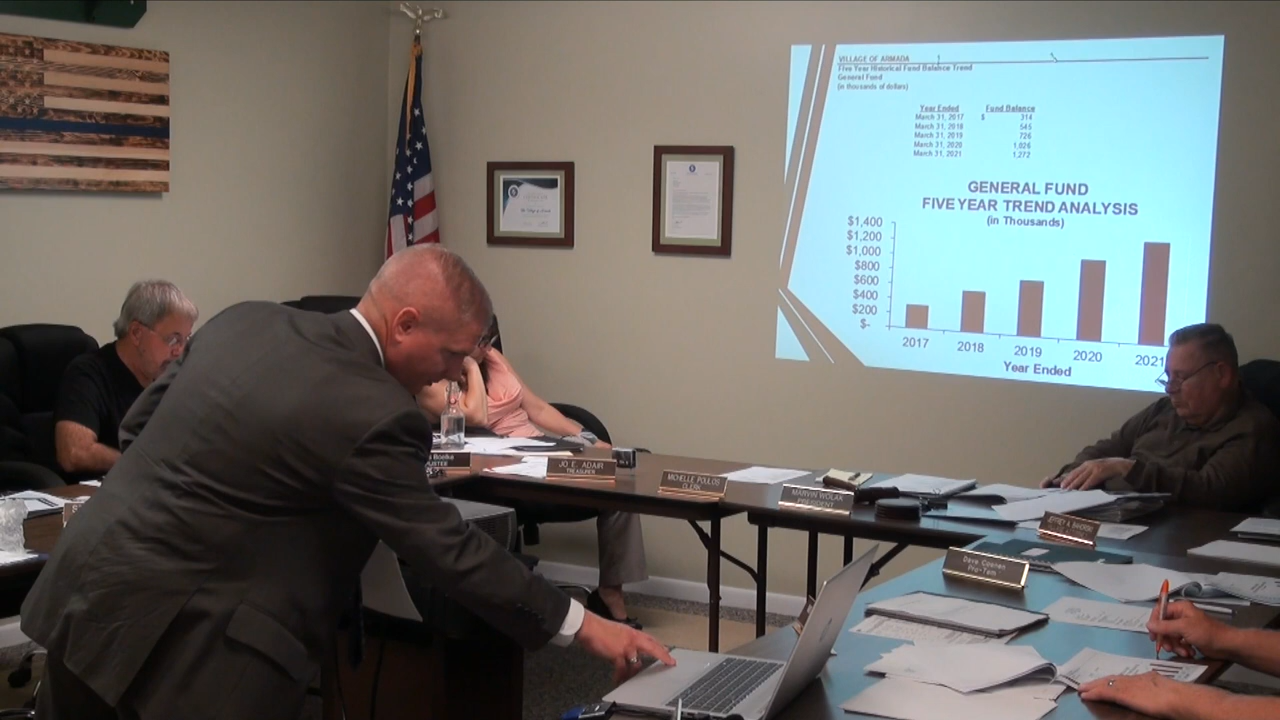 VILLAGE OF ARMADA
Five Year Historical Fund Balance Trend
General Fund
(in thousands of dollars)
Year Ended Fund Balance
March 31, 2017 $ 314
March 31, 2018 545
March 31, 2019 726
March 31, 2020 1,026
March 31, 2021 1,272
GENERAL FUND
FIVE YEAR TREND ANALYSIS
(in Thousands)
$1,400
$1,200
$1,000
$800
$600
$400
$200
$-
2017 2018 2019 2020 2021
Year Ended
JO E. ADAIR
TREASURER
MICHELLE POULOS
CLERK
MARVIN WOLAK
PRESIDENT
JEFFREY A.
Dave Coenen
Pro-Tem